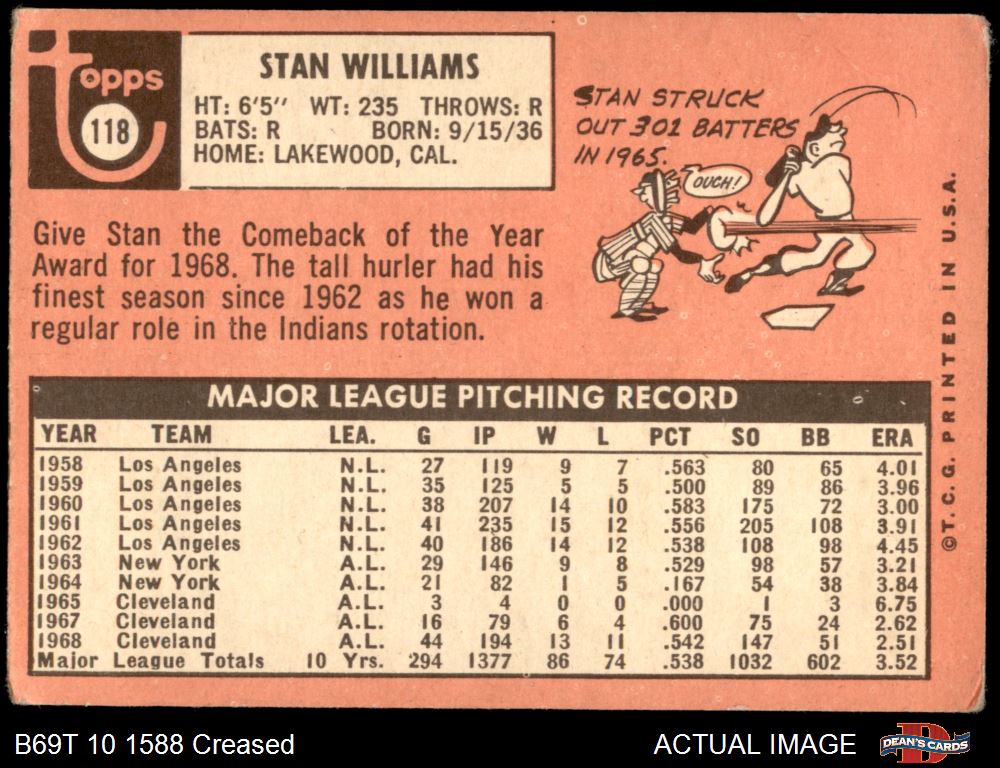 Topps
118
STAN WILLIAMS
HT: 6'5" WT: 235 THROWS: R
BATS: R BORN: 9/15/36
HOME: LAKEWOOD, CAL.
STAN STRUCK
OUT 301 BATTERS
IN 1965.
OUCH!
Give Stan the Comeback of the Year
Award for 1968. The tall hurler had his
finest season since 1962 as he won a
regular role in the Indians rotation.
MAJOR LEAGUE PITCHING RECORD
YEAR TEAM LEA. G IP W L PCT SO BB ERA
1958 Los Angeles N.L. 27 119 9 7 .563 80 65 4.01
1959 Los Angeles N.L. 35 125 5 5 .500 89 86 3.96
1960 Los Angeles N.L. 38 207 14 10 .583 175 72 3.00
1961 Los Angeles N.L. 41 235 15 12 .556 205 108 3.91
1962 Los Angeles N.L. 40 186 14 12 .538 108 98 4.45
1963 New York A.L. 29 146 9 8 .529 98 57 3.21
1964 New York A.L. 21 82 1 5 .167 54 38 3.84
1965 Cleveland A.L. 3 4 0 0 .000 1 3 6.75
1967 Cleveland A.L. 16 79 6 4 .600 75 24 2.62
1968 Cleveland A.L. 44 194 13 11 .542 147 51 2.51
Major League Totals 10 Yrs. 294 1377 86 74 .538 1032 602 3.52
©T.C.G. PRINTED IN U.S.A.
B69T 10 1588 Creased
ACTUAL IMAGE
B
DEAN'S CARDS